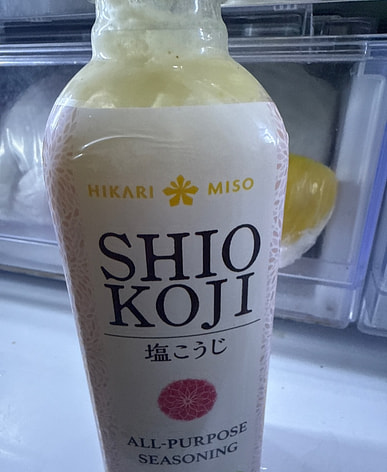 HIKARI MISO
SHIO
KOJI
塩こうじ
ALL-PURPOSE
SEASONING